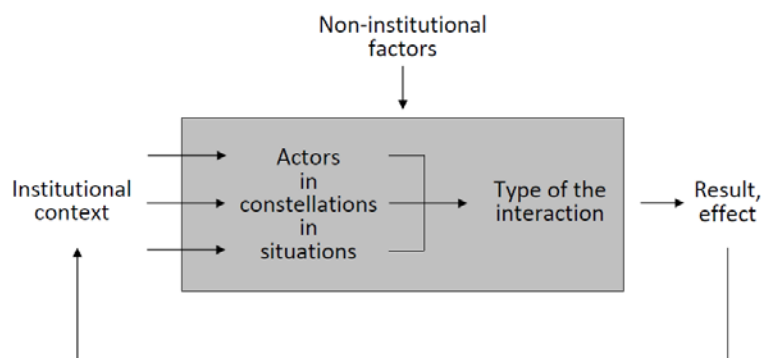 Non-institutional
factors
Institutional
context
Actors
in
constellations
in
situations
Type of the
interaction
Result,
effect